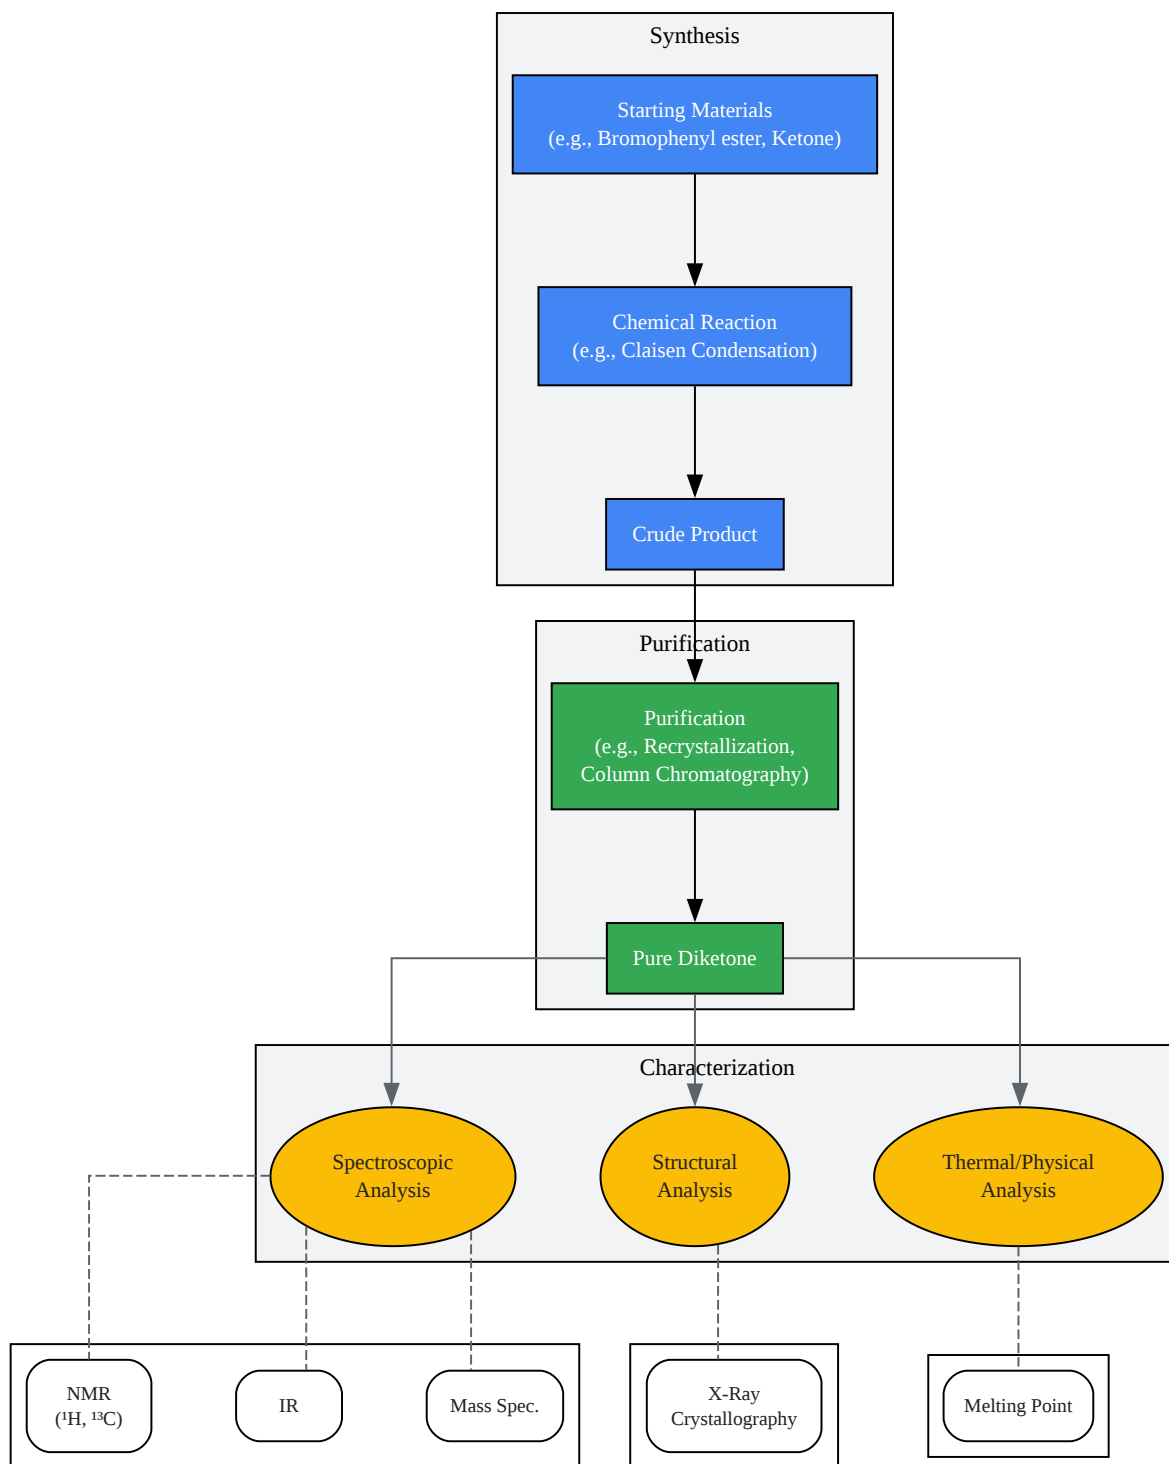 Synthesis
Starting Materials
(e.g., Bromophenyl ester, Ketone)
Chemical Reaction
(e.g., Claisen Condensation)
Crude Product
Purification
Purification
(e.g., Recrystallization,
Column Chromatography)
Pure Diketone
Characterization
Spectroscopic
Analysis
Structural
Analysis
Thermal/Physical
Analysis
NMR
(¹H, ¹³C)
IR
Mass Spec.
X-Ray
Crystallography
Melting Point